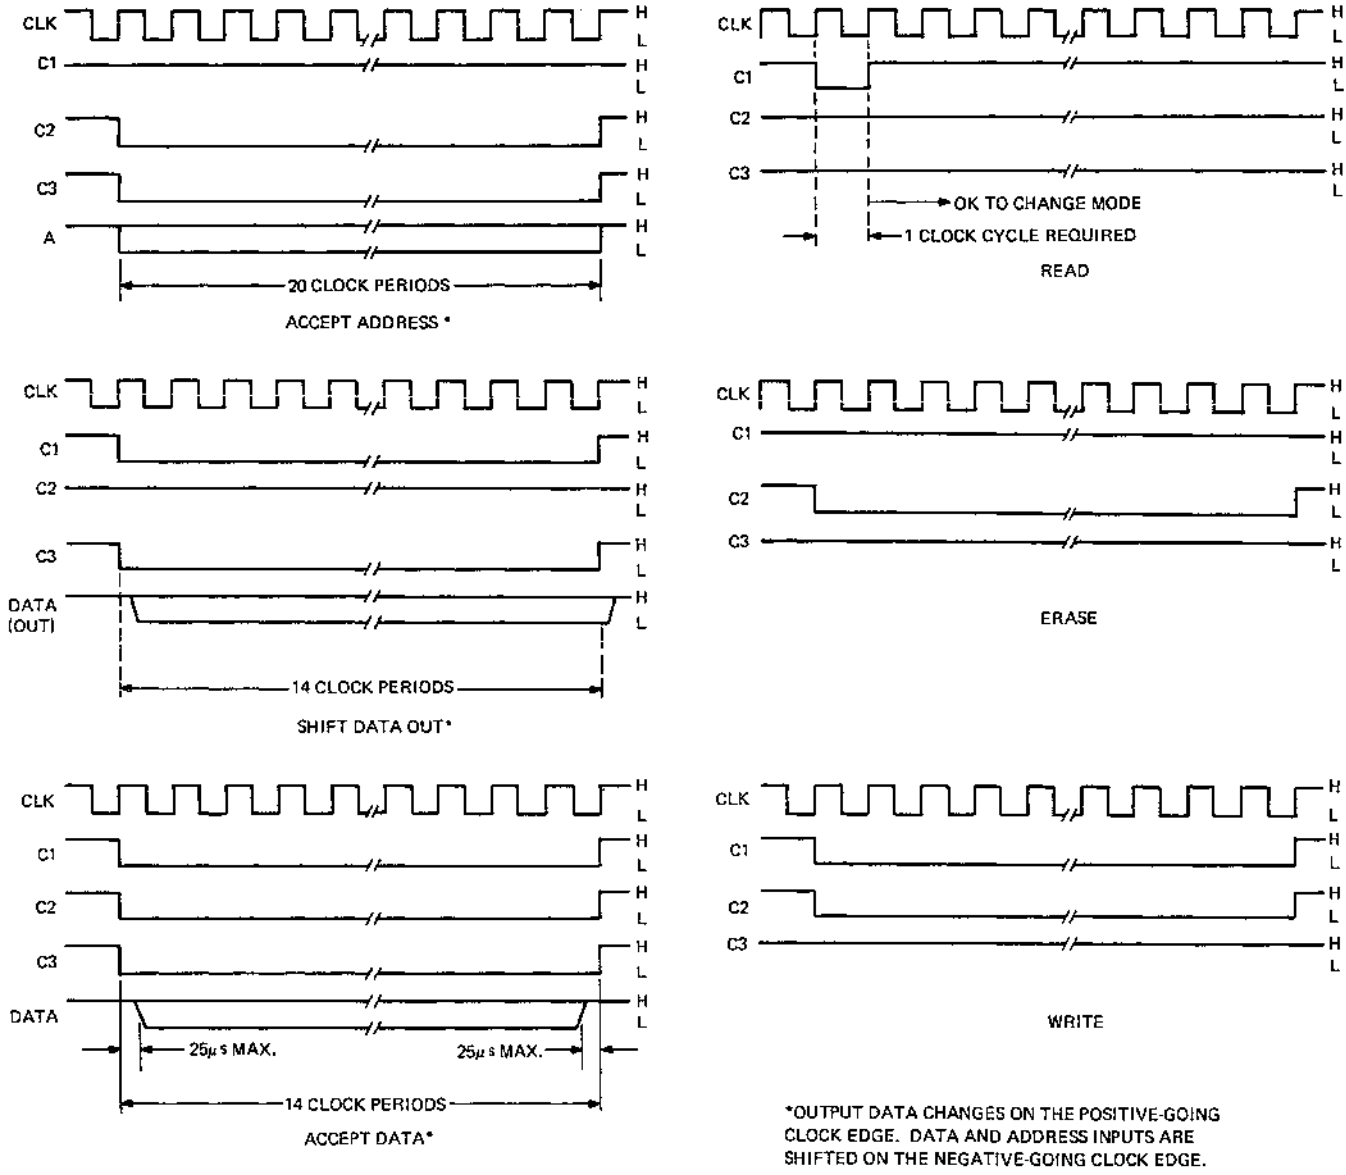 CLK H
L
C1 H
L
C2 H
L
C3 H
L
A H
L
20 CLOCK PERIODS
ACCEPT ADDRESS *
CLK H
L
C1 H
L
C2 H
L
C3 H
L
OK TO CHANGE MODE
1 CLOCK CYCLE REQUIRED
READ
CLK H
L
C1 H
L
C2 H
L
C3 H
L
DATA (OUT) H
L
14 CLOCK PERIODS
SHIFT DATA OUT*
CLK H
L
C1 H
L
C2 H
L
C3 H
L
ERASE
CLK H
L
C1 H
L
C2 H
L
C3 H
L
DATA H
L
25μs MAX. 25μs MAX.
14 CLOCK PERIODS
ACCEPT DATA*
CLK H
L
C1 H
L
C2 H
L
C3 H
L
WRITE
*OUTPUT DATA CHANGES ON THE POSITIVE-GOING
CLOCK EDGE. DATA AND ADDRESS INPUTS ARE
SHIFTED ON THE NEGATIVE-GOING CLOCK EDGE.